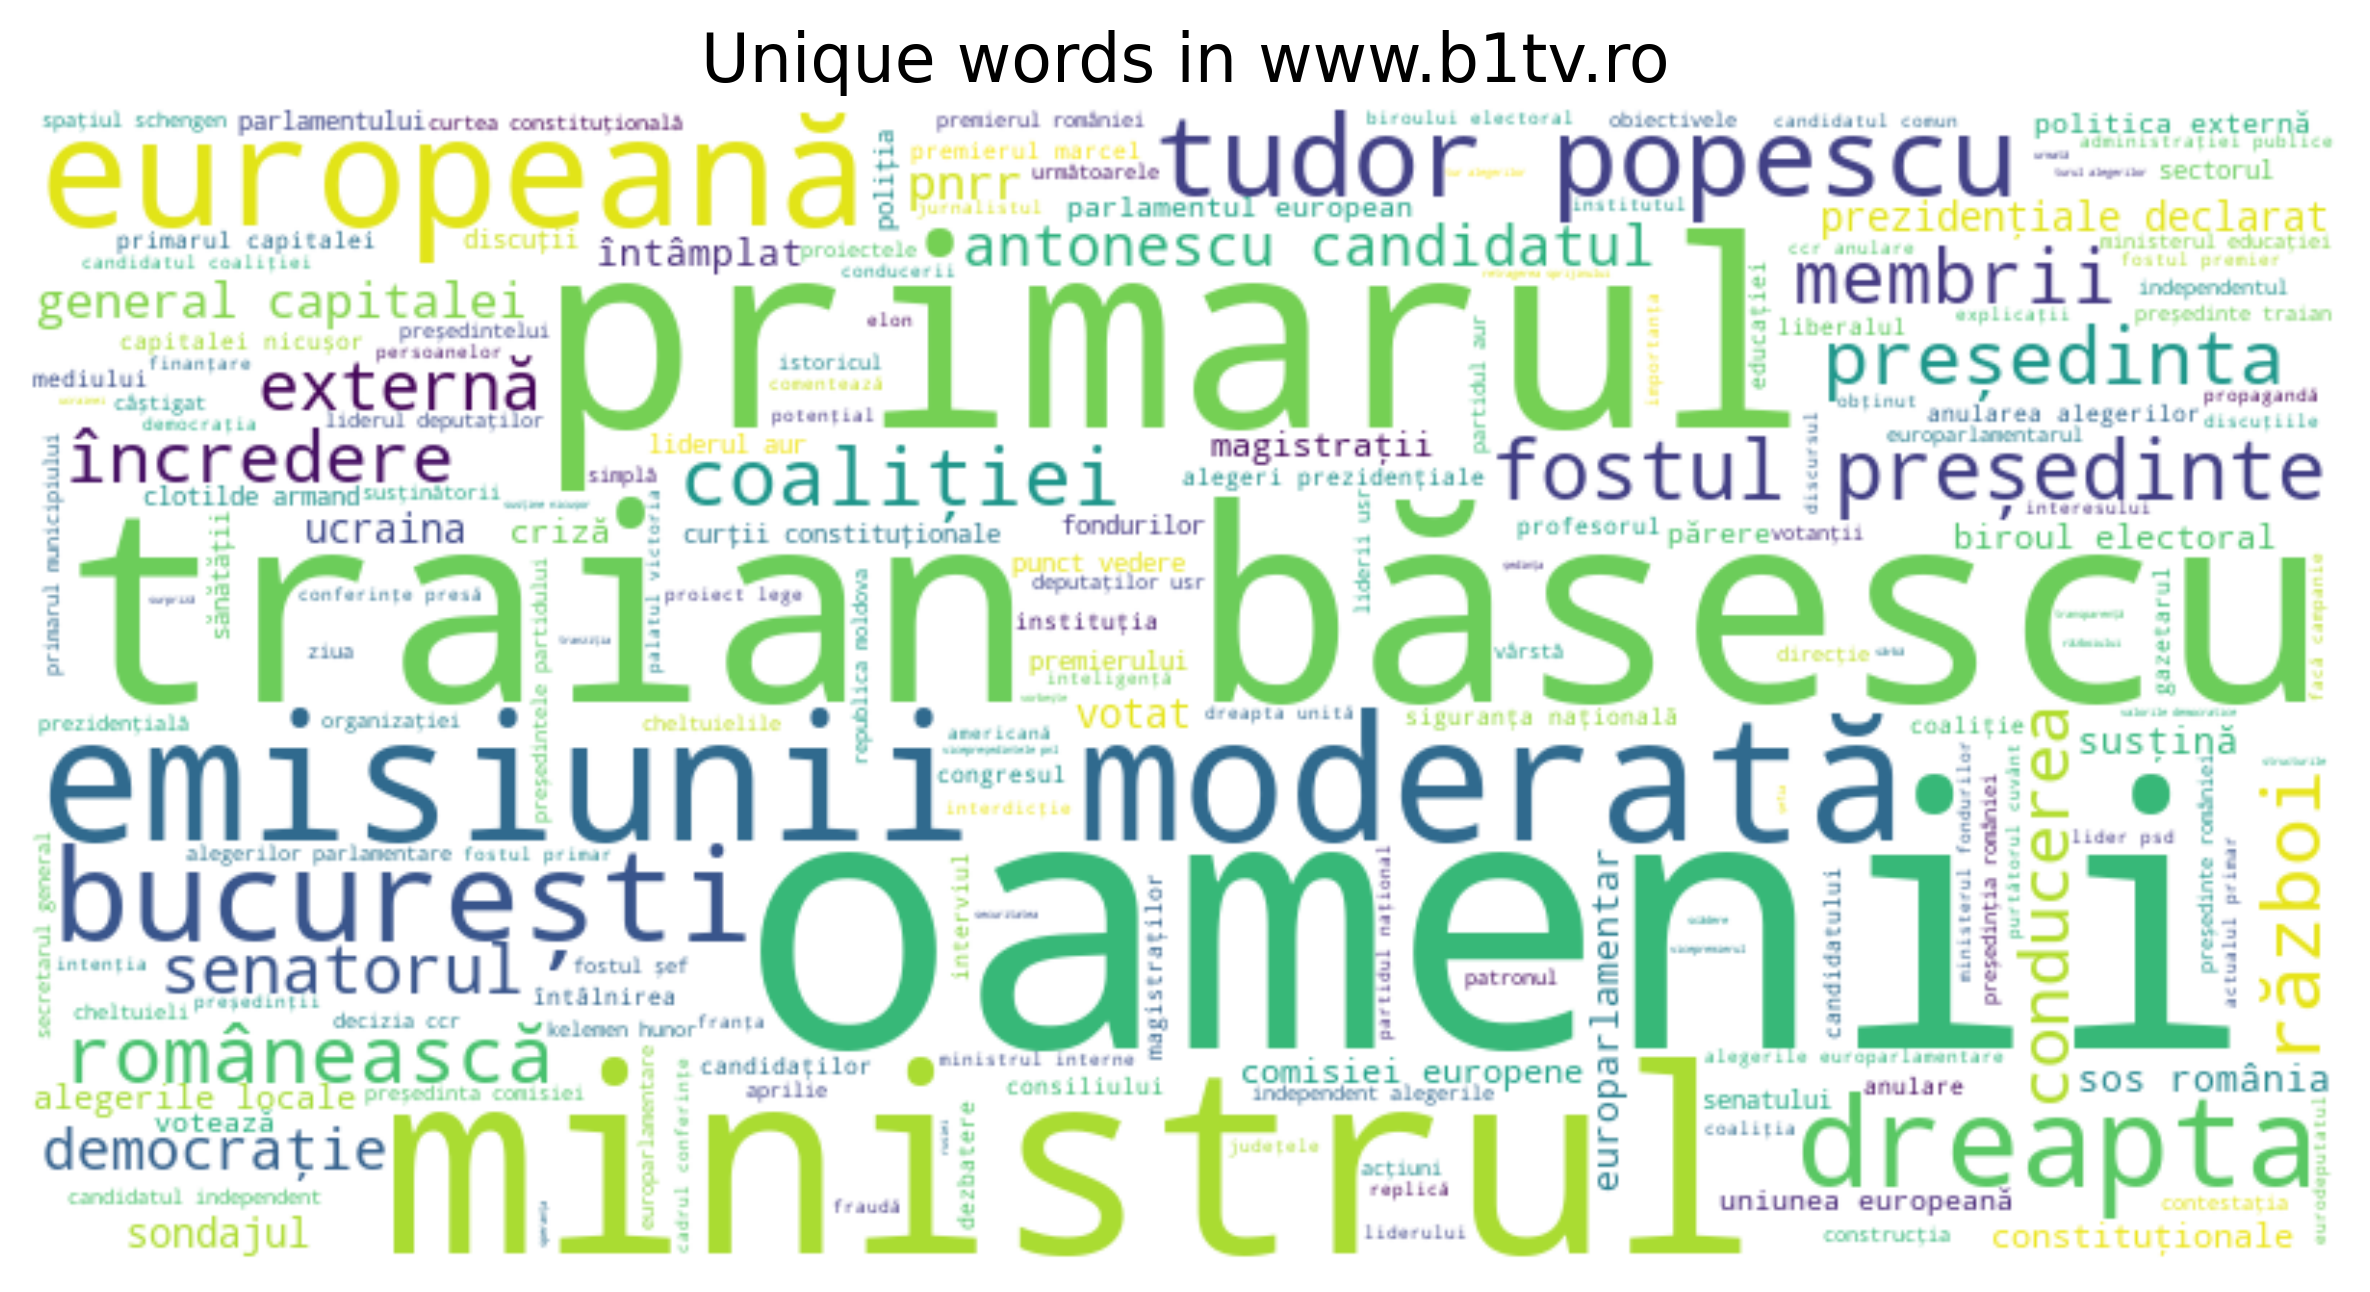 Unique words in www.b1tv.ro
spațiul schengen parlamentului curtea constituțională premierul româniei biroului electoral obiectivele candidatul comun politica externă
europeană poliția premierul marcel tudor popescu administrației publice
pnrr următoarele sectorul
jurnalistul parlamentul european institutul prezidențiale declarat
primarul capitalei discuții întâmplat proiectele antonescu candidatul ccr anulare ministerul educației
candidatul coaliției conducerii membrii fostul premier
general capitalei primarul educației independentul
președintelui elon importanța partidul aur liberalul explicații președinte traian
capitalei nicușor persoanelor istoricul președinta
mediului finanțare externă comentează propagandă
câștigat liderul deputaților potențial obținut anularea alegerilor discuțiile
democrația liderul aur magistrații europarlamentarul
încredere simplă coaliției alegeri prezidențiale fostul președinte discursul
clotilde armand susținătorii interesului
primarul municipiului ucraina criză curții constituționale fondurilor liderii usr profesorul părere votanții biroul electoral
traian băsescu
sănătății conferințe presă palatul victoria proiect lege punct vedere deputaților usr gazetarul facă campanie
ziua președintele partidului republica moldova instituția vârstă direcție
premierului
inteligență
prezidențială organizației cheltuielile votat dreapta unită siguranța națională coaliție
emisiunii americană moderată susțină
congresul conducerea război
interdicție lider psd
alegerilor parlamentare fostul primar
bucurești oamenii europarlamentar ministerul fondurilor președinția româniei purtătorul cuvânt președinte româniei actualul primar
secretarul general intenția senatorul fostul șef interviul magistraților partidul național patronul candidatului
cheltuieli președinții întâlnirea
decizia ccr kelemen hunor franța
românească candidaților ministrul interne comisiei europene alegerile europarlamentare
alegerile locale președinta comisiei aprilie consiliului independent alegerile senatului anulare sos românia
votează coaliția
democrație ministrul dreapta
europarlamentare cadrul conferințe dezbatere județele acțiuni eurodeputatul
candidatul independent fraudă replică uniunea europeană contestația
sondajul liderului construcția constituționale